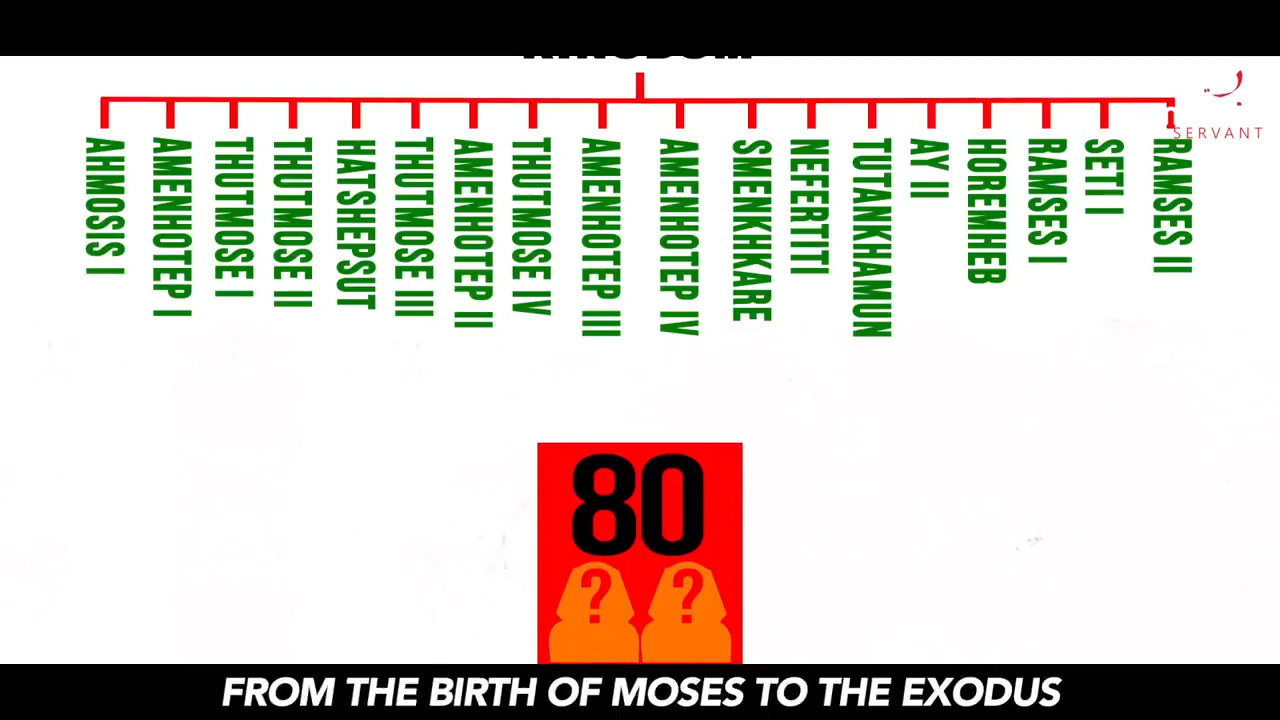 SERVANT
AHMOSIS I
AMENHOTEP I
THUTMOSE I
THUTMOSE II
HATSHEPSUT
THUTMOSE III
AMENHOTEP II
THUTMOSE IV
AMENHOTEP III
AMENHOTEP IV
SMENKHKARE
NEFERTITI
TUTANKHAMUN
AY II
HOREMHEB
RAMSES I
SETI I
RAMSES II
80
? ?
FROM THE BIRTH OF MOSES TO THE EXODUS